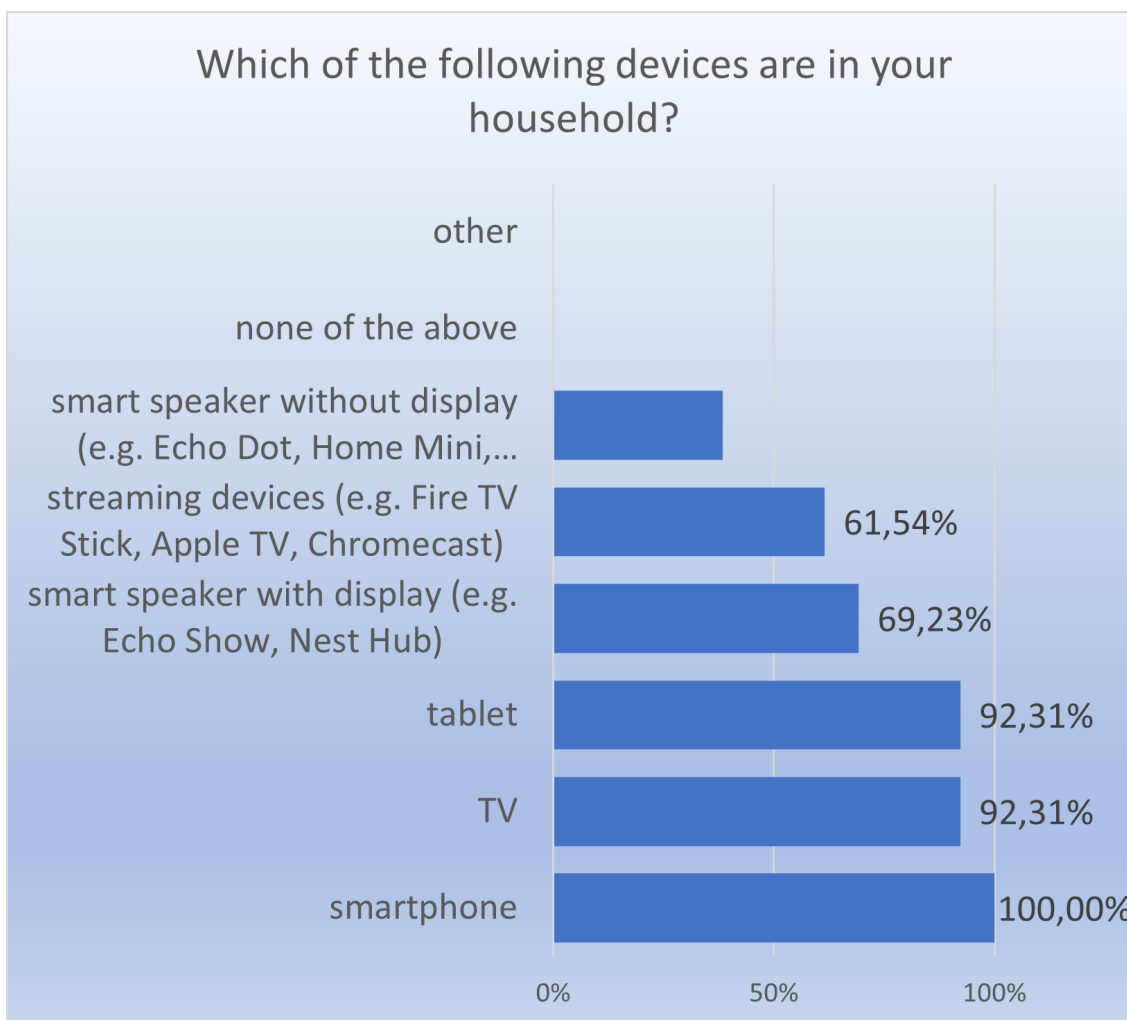 Which of the following devices are in your
household?
other
none of the above
smart speaker without display
(e.g. Echo Dot, Home Mini,...
streaming devices (e.g. Fire TV
Stick, Apple TV, Chromecast)
61,54%
smart speaker with display (e.g.
Echo Show, Nest Hub)
69,23%
tablet
92,31%
TV
92,31%
smartphone
100,00%
0%
50%
100%